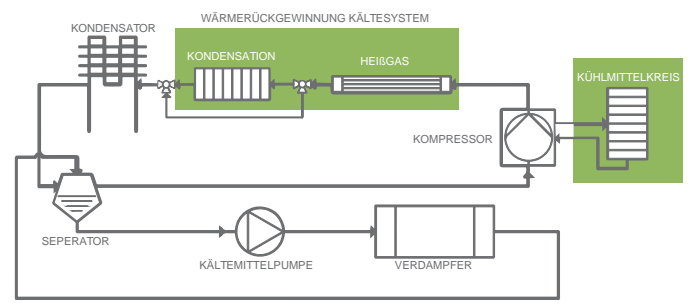 WÄRMERÜCKGEWINNUNG KÄLTESYSTEM
KONDENSATOR
KONDENSATION
HEIßGAS
KÜHLMITTELKREIS
KOMPRESSOR
SEPERATOR
KÄLTEMITTELPUMPE
VERDAMPFER